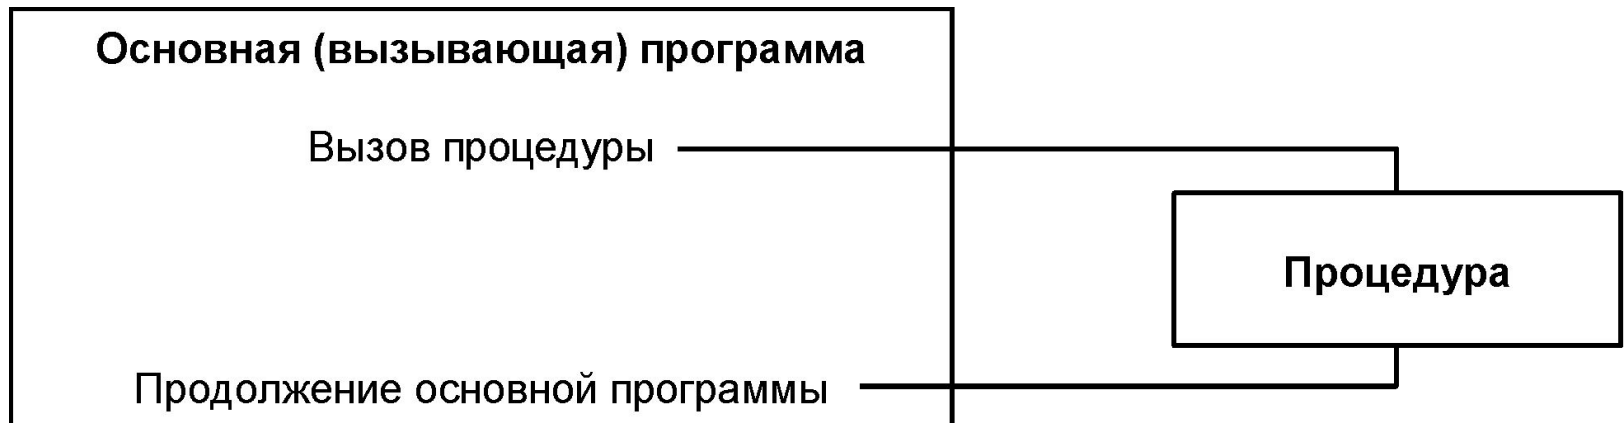 Основная (вызывающая) программа
Вызов процедуры
Процедура
Продолжение основной программы